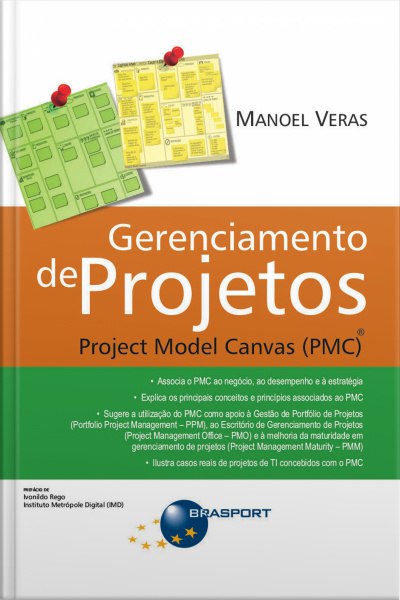 MANOEL VERAS
Gerenciamento
de Projetos
Project Model Canvas (PMC)®
• Associa o PMC ao negócio, ao desempenho e à estratégia
• Explica os principais conceitos e princípios associados ao PMC
• Sugere a utilização do PMC como apoio à Gestão de Portfólio de Projetos
(Portfolio Project Management – PPM), ao Escritório de Gerenciamento de Projetos
(Project Management Office – PMO) e à melhoria da maturidade em
gerenciamento de projetos (Project Management Maturity – PMM)
• Ilustra casos reais de projetos de TI concebidos com o PMC
PREFÁCIO DE
Ivonildo Rego
Instituto Metrópole Digital (IMD)
BRASPORT